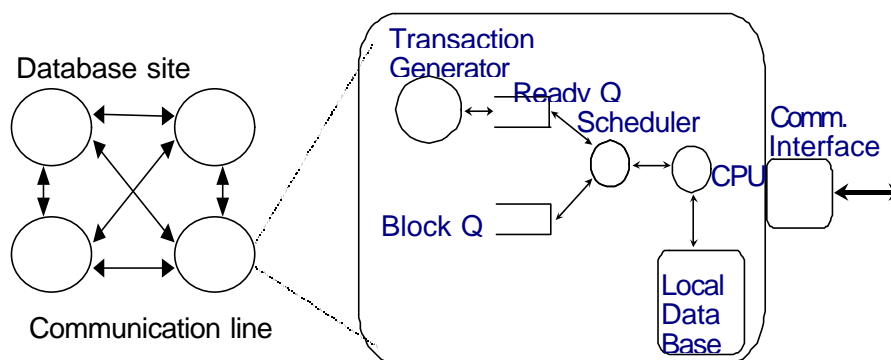 Database site
Communication line
Transaction
Generator
Ready Q
Scheduler
Block Q
CPU
Local
Data
Base
Comm.
Interface